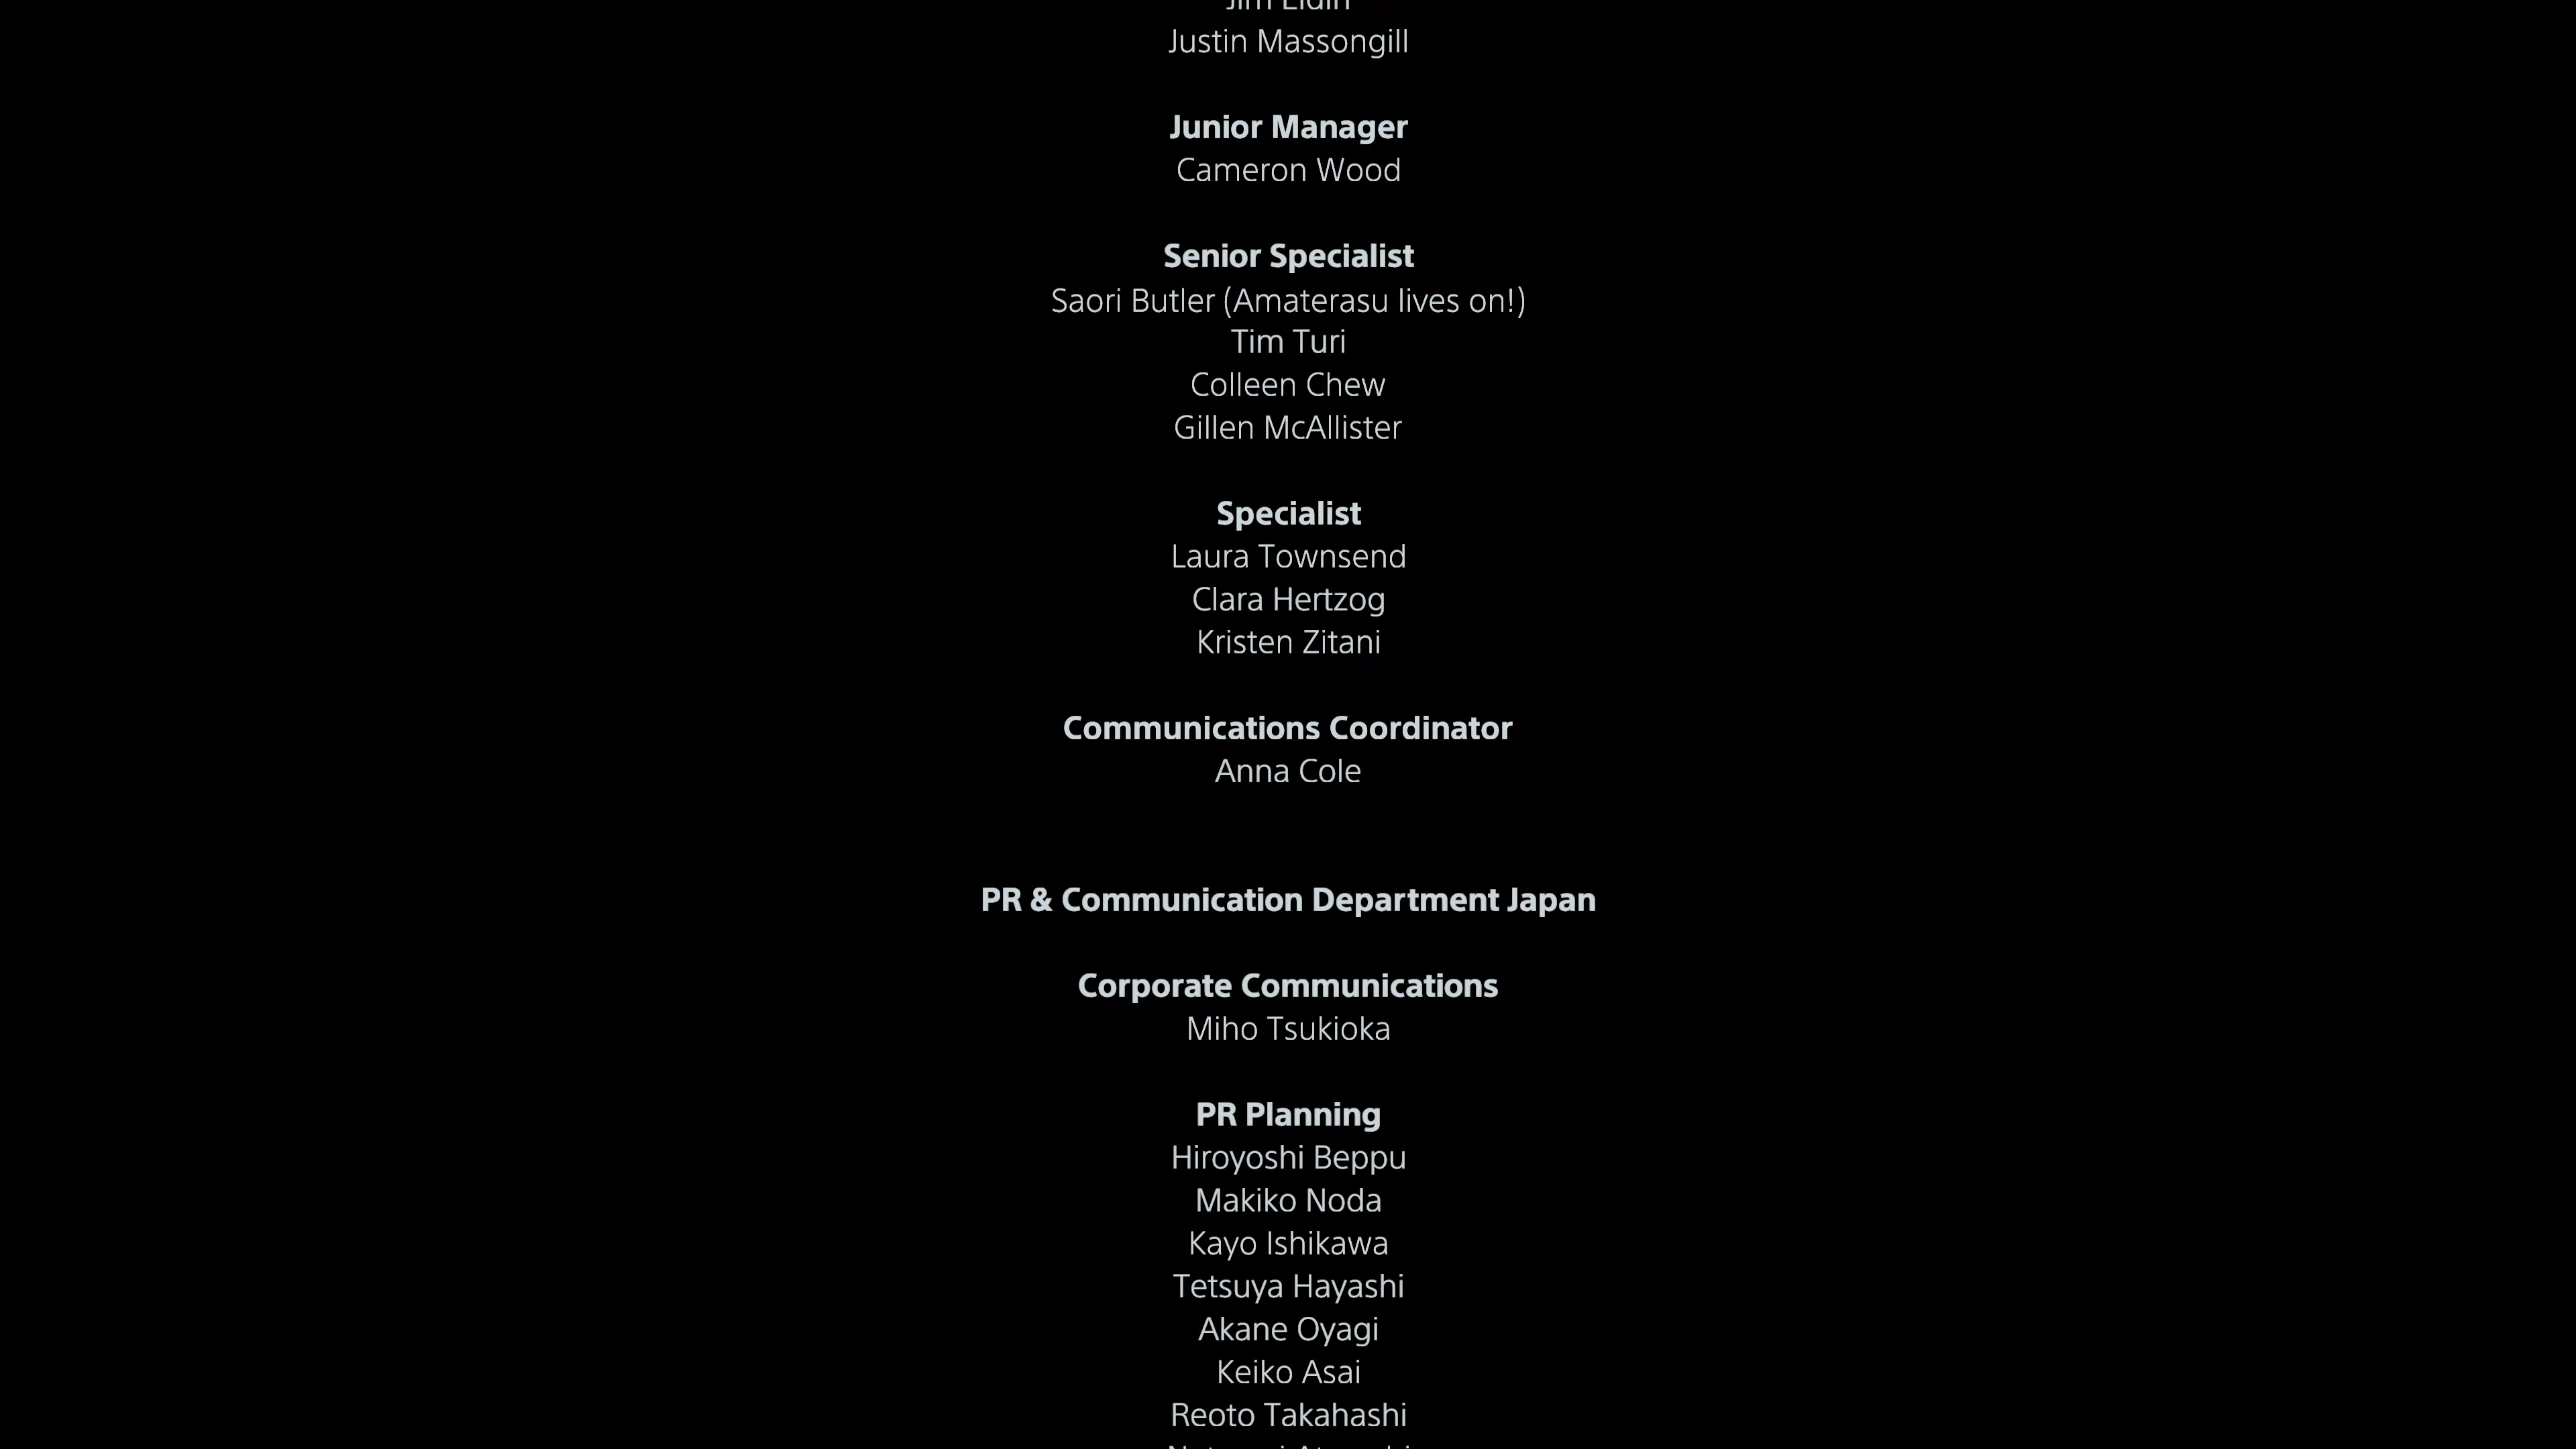 Justin Massongill
Junior Manager
Cameron Wood
Senior Specialist
Saori Butler (Amaterasu lives on!)
Tim Turi
Colleen Chew
Gillen McAllister
Specialist
Laura Townsend
Clara Hertzog
Kristen Zitani
Communications Coordinator
Anna Cole
PR & Communication Department Japan
Corporate Communications
Miho Tsukioka
PR Planning
Hiroyoshi Beppu
Makiko Noda
Kayo Ishikawa
Tetsuya Hayashi
Akane Oyagi
Keiko Asai
Reoto Takahashi